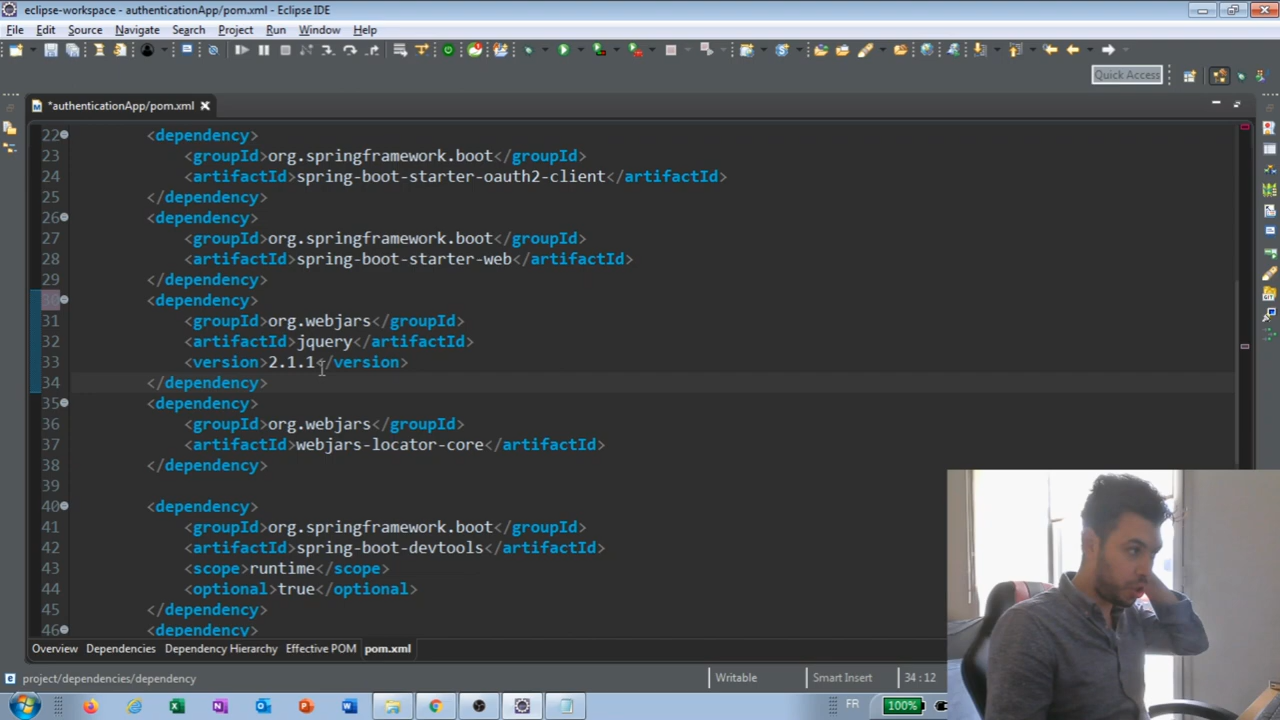 eclipse-workspace - authenticationApp/pom.xml - Eclipse IDE
File Edit Source Navigate Search Project Run Window Help
Quick Access
*authenticationApp/pom.xml
22 <dependency>
23 <groupId>org.springframework.boot</groupId>
24 <artifactId>spring-boot-starter-oauth2-client</artifactId>
25 </dependency>
26 <dependency>
27 <groupId>org.springframework.boot</groupId>
28 <artifactId>spring-boot-starter-web</artifactId>
29 </dependency>
30 <dependency>
31 <groupId>org.webjars</groupId>
32 <artifactId>jquery</artifactId>
33 <version>2.1.1</version>
34 </dependency>
35 <dependency>
36 <groupId>org.webjars</groupId>
37 <artifactId>webjars-locator-core</artifactId>
38 </dependency>
39
40 <dependency>
41 <groupId>org.springframework.boot</groupId>
42 <artifactId>spring-boot-devtools</artifactId>
43 <scope>runtime</scope>
44 <optional>true</optional>
45 </dependency>
46 <dependency>
Overview Dependencies Dependency Hierarchy Effective POM pom.xml
project/dependencies/dependency Writable Smart Insert 34 : 12
FR 100%